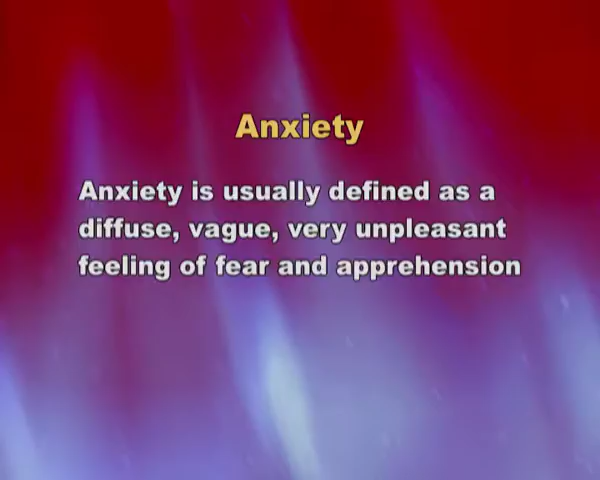 Anxiety
Anxiety is usually defined as a
diffuse, vague, very unpleasant
feeling of fear and apprehension